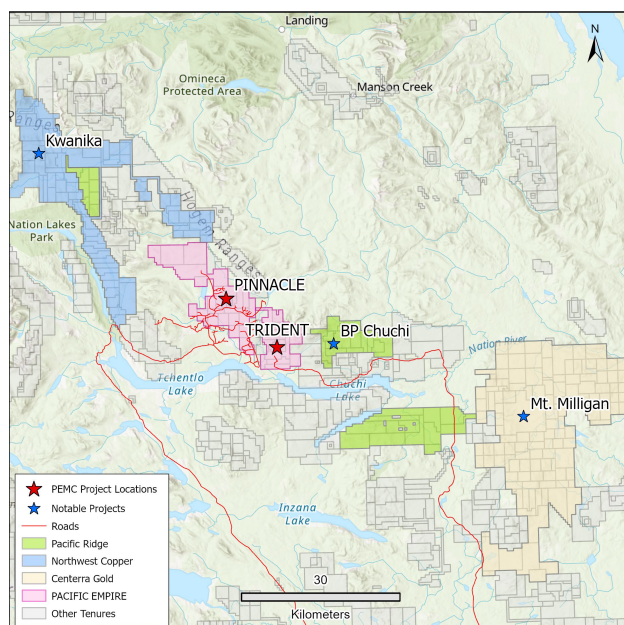 Landing
N
Omineca
Protected Area
Manson Creek
Ranges
Kwanika
Hogem Ranges
Nation Lakes
Park
PINNACLE
TRIDENT
BP Chuchi
Nation River
Tchentlo
Lake
Chuchi
Lake
Mt. Milligan
Inzana
Lake
PEMC Project Locations
Notable Projects
Roads
Pacific Ridge
Northwest Copper
Centerra Gold
PACIFIC EMPIRE
Other Tenures
30
Kilometers